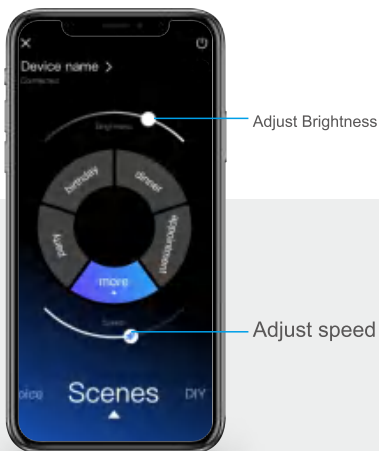 Device name >
Connected
Brightness
Adjust Brightness
birthday
dinner
party
appointment
more
Speed
Adjust speed
oice Scenes DIY